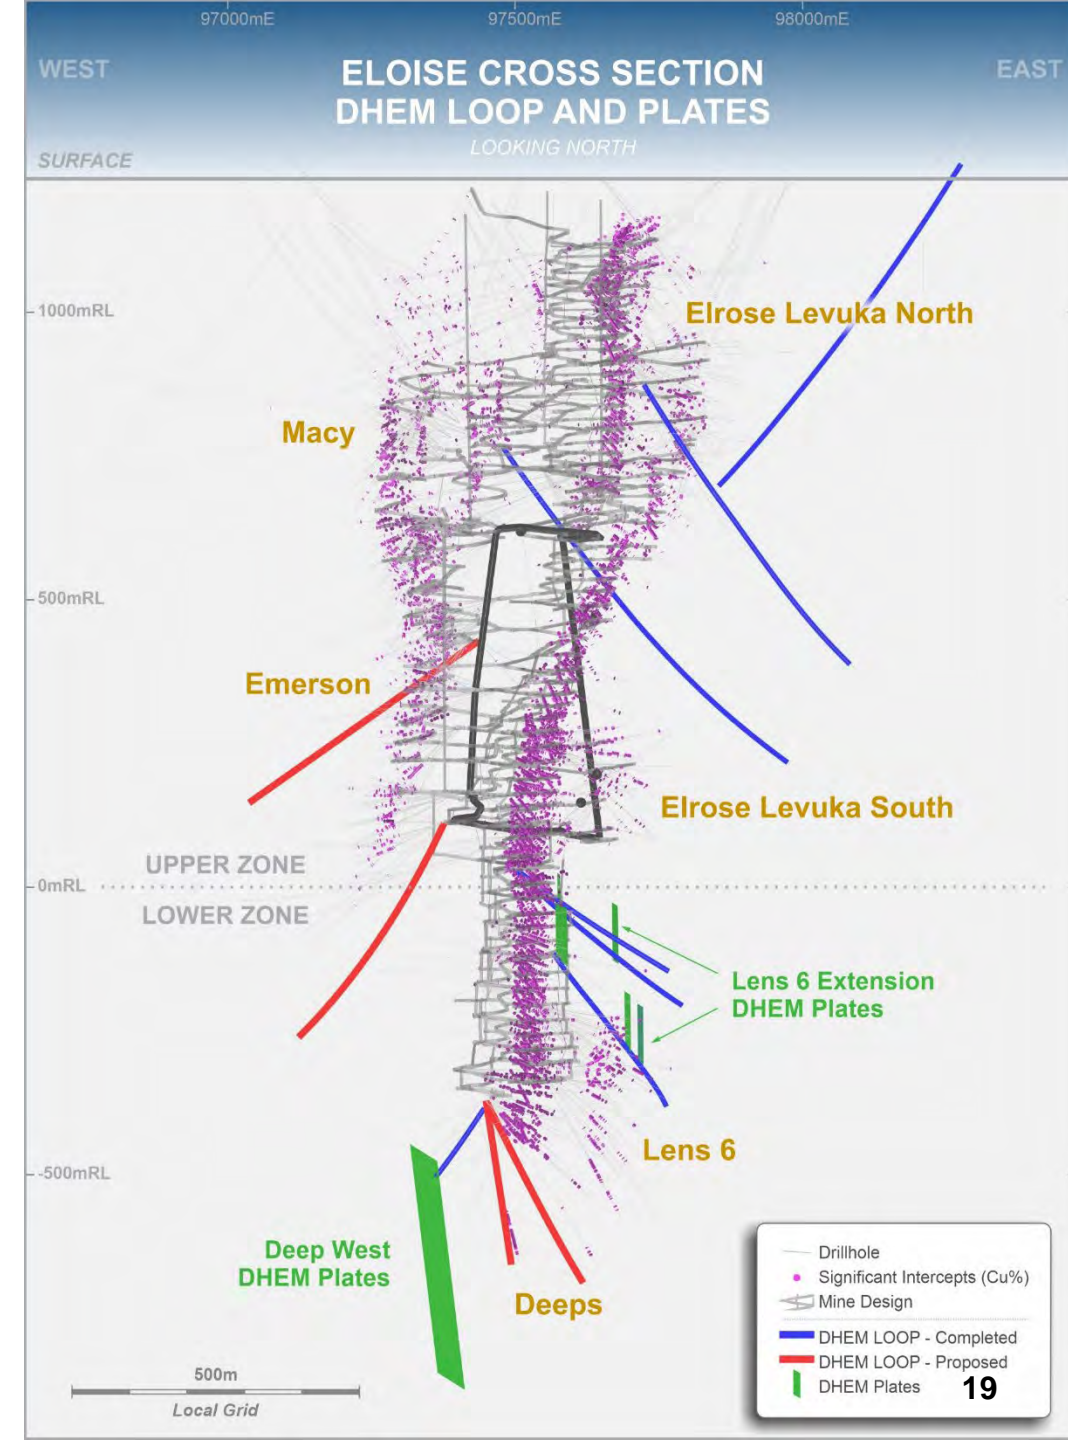 97000mE
97500mE
98000mE
WEST
ELOISE CROSS SECTION
EAST
DHEM LOOP AND PLATES
LOOKING NORTH
SURFACE
1000mRL
Elrose Levuka North
Macy
500mRL
Emerson
Elrose Levuka South
UPPER ZONE
0mRL
LOWER ZONE
Lens 6 Extension
DHEM Plates
Lens 6
-500mRL
Deep West
DHEM Plates
Deeps
Drillhole
Significant Intercepts (Cu%)
Mine Design
DHEM LOOP - Completed
DHEM LOOP - Proposed
DHEM Plates
19
500m
Local Grid